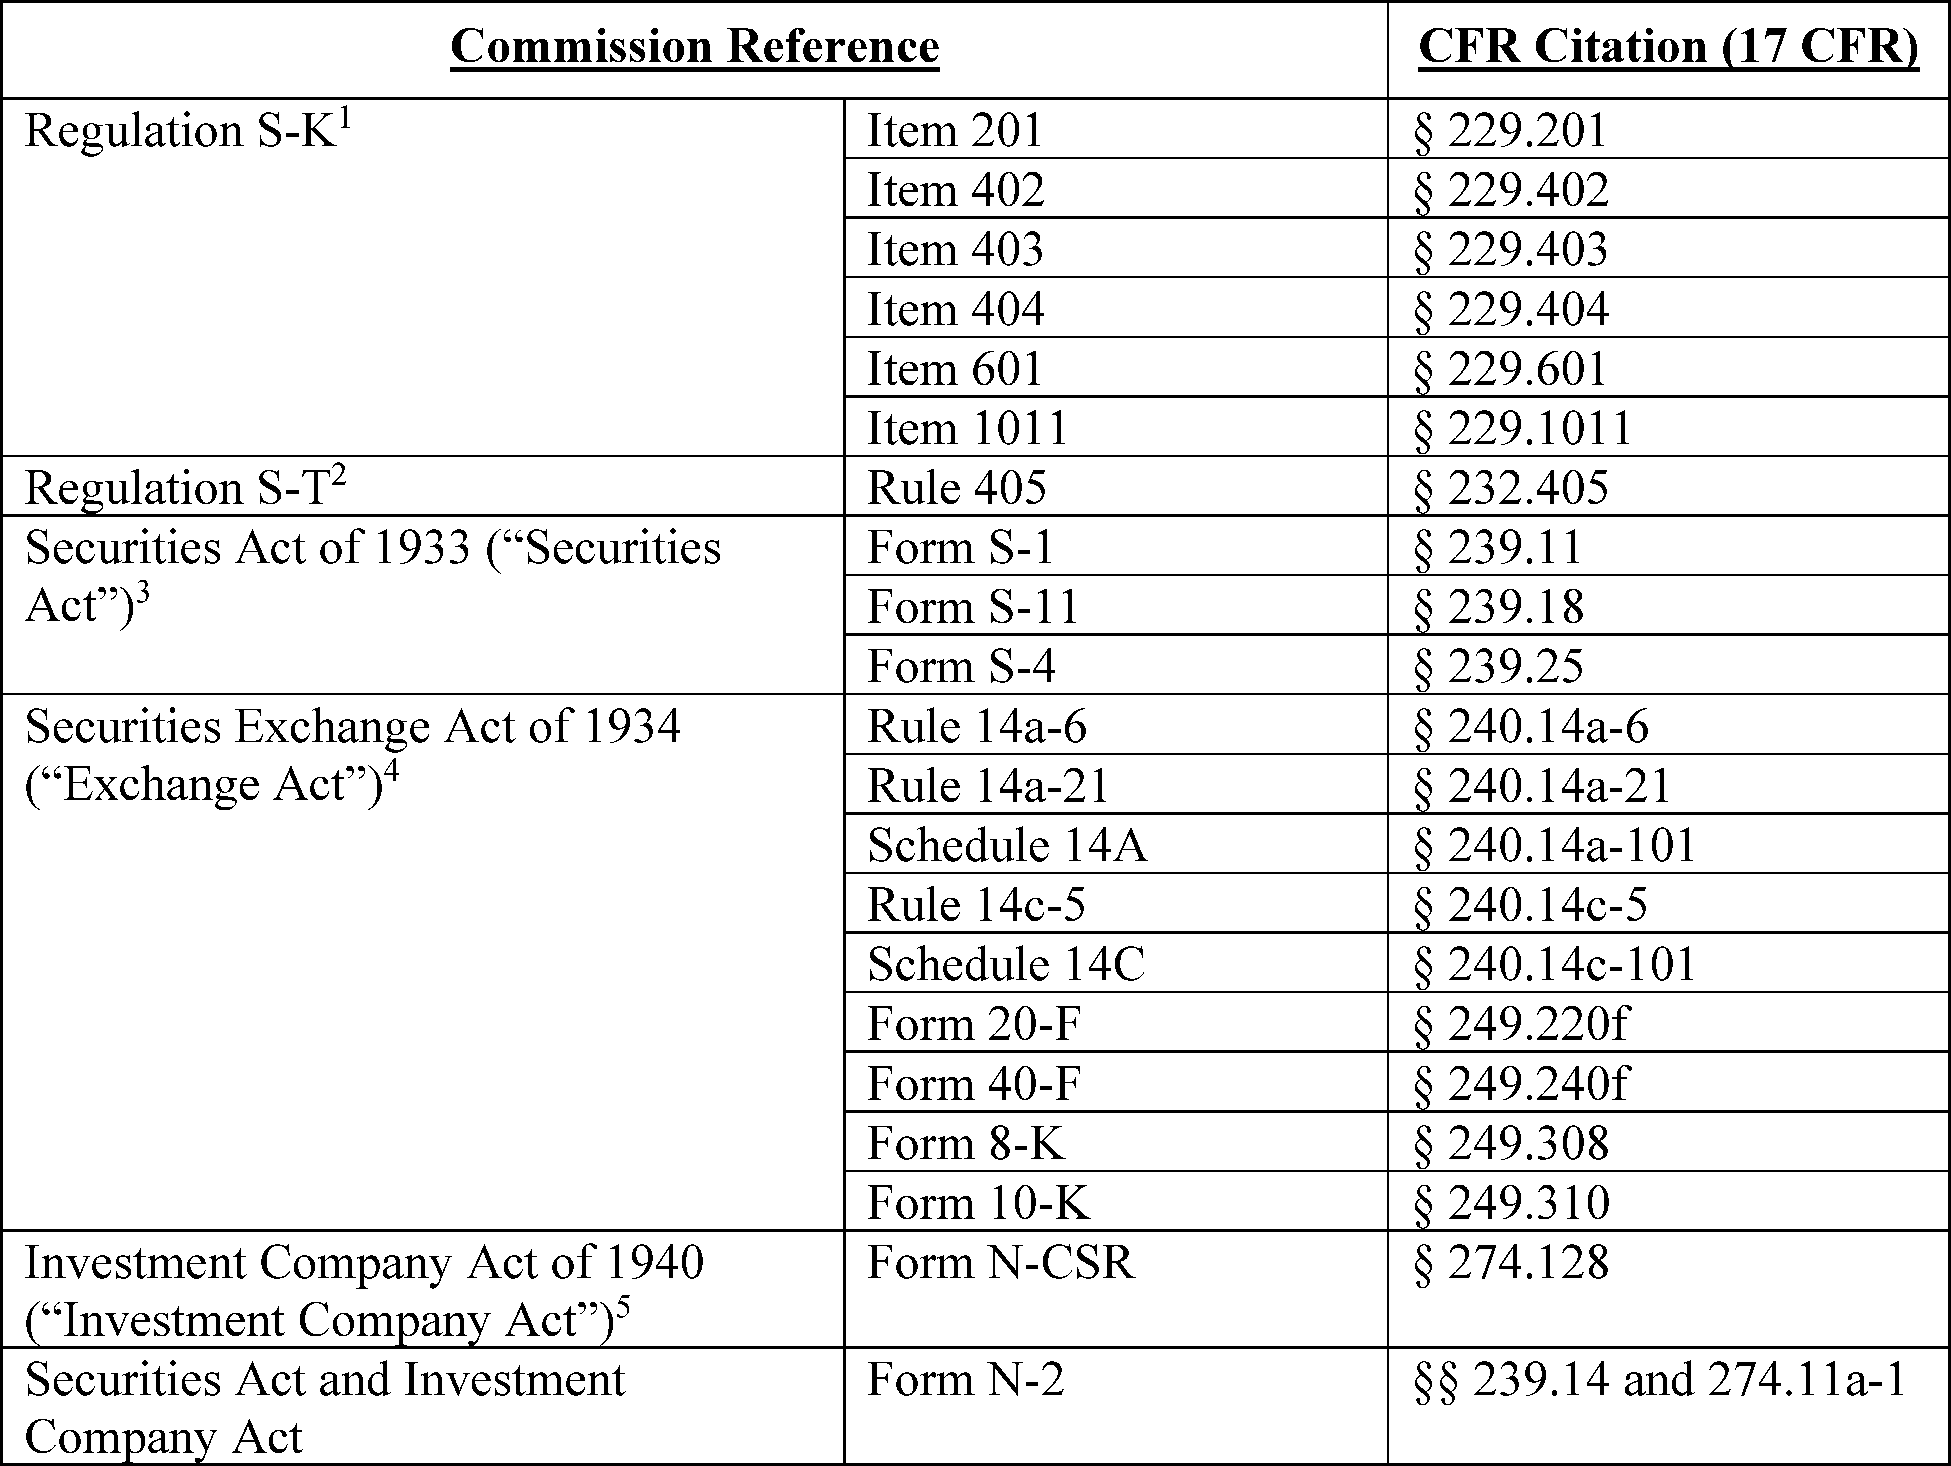 Commission Reference CFR Citation (17 CFR)
Regulation S-K1 Item 201 § 229.201
Item 402 § 229.402
Item 403 § 229.403
Item 404 § 229.404
Item 601 § 229.601
Item 1011 § 229.1011
Regulation S-T2 Rule 405 § 232.405
Securities Act of 1933 (“Securities Form S-1 § 239.11
Act”)3 Form S-11 § 239.18
Form S-4 § 239.25
Securities Exchange Act of 1934 Rule 14a-6 § 240.14a-6
(“Exchange Act”)4 Rule 14a-21 § 240.14a-21
Schedule 14A § 240.14a-101
Rule 14c-5 § 240.14c-5
Schedule 14C § 240.14c-101
Form 20-F § 249.220f
Form 40-F § 249.240f
Form 8-K § 249.308
Form 10-K § 249.310
Investment Company Act of 1940 Form N-CSR § 274.128
(“Investment Company Act”)5
Securities Act and Investment Form N-2 §§ 239.14 and 274.11a-1
Company Act